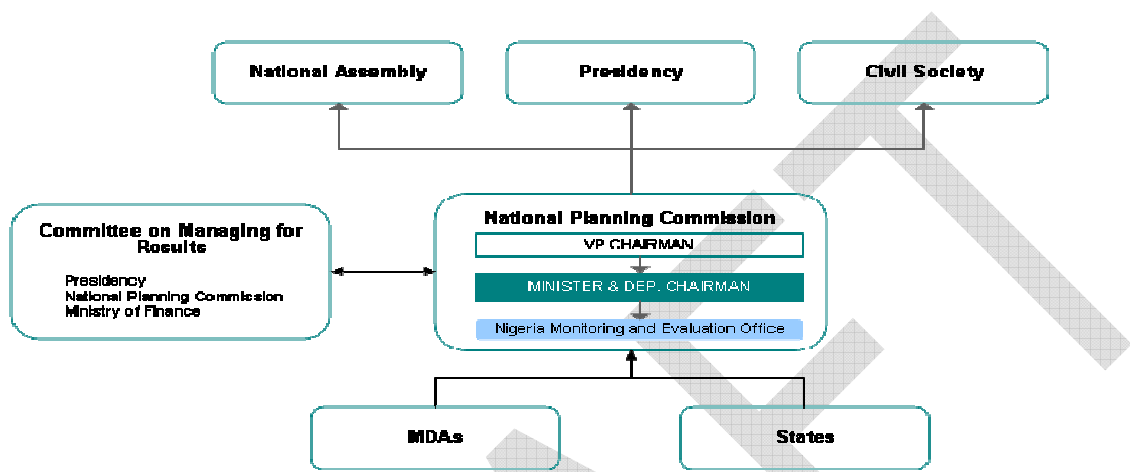 National Assembly
Presidency
Civil Society
Committee on Managing for
Results
Presidency
National Planning Commission
Ministry of Finance
National Planning Commission
VP CHAIRMAN
MINISTER & DEP. CHAIRMAN
Nigeria Monitoring and Evaluation Office
MDAs
States